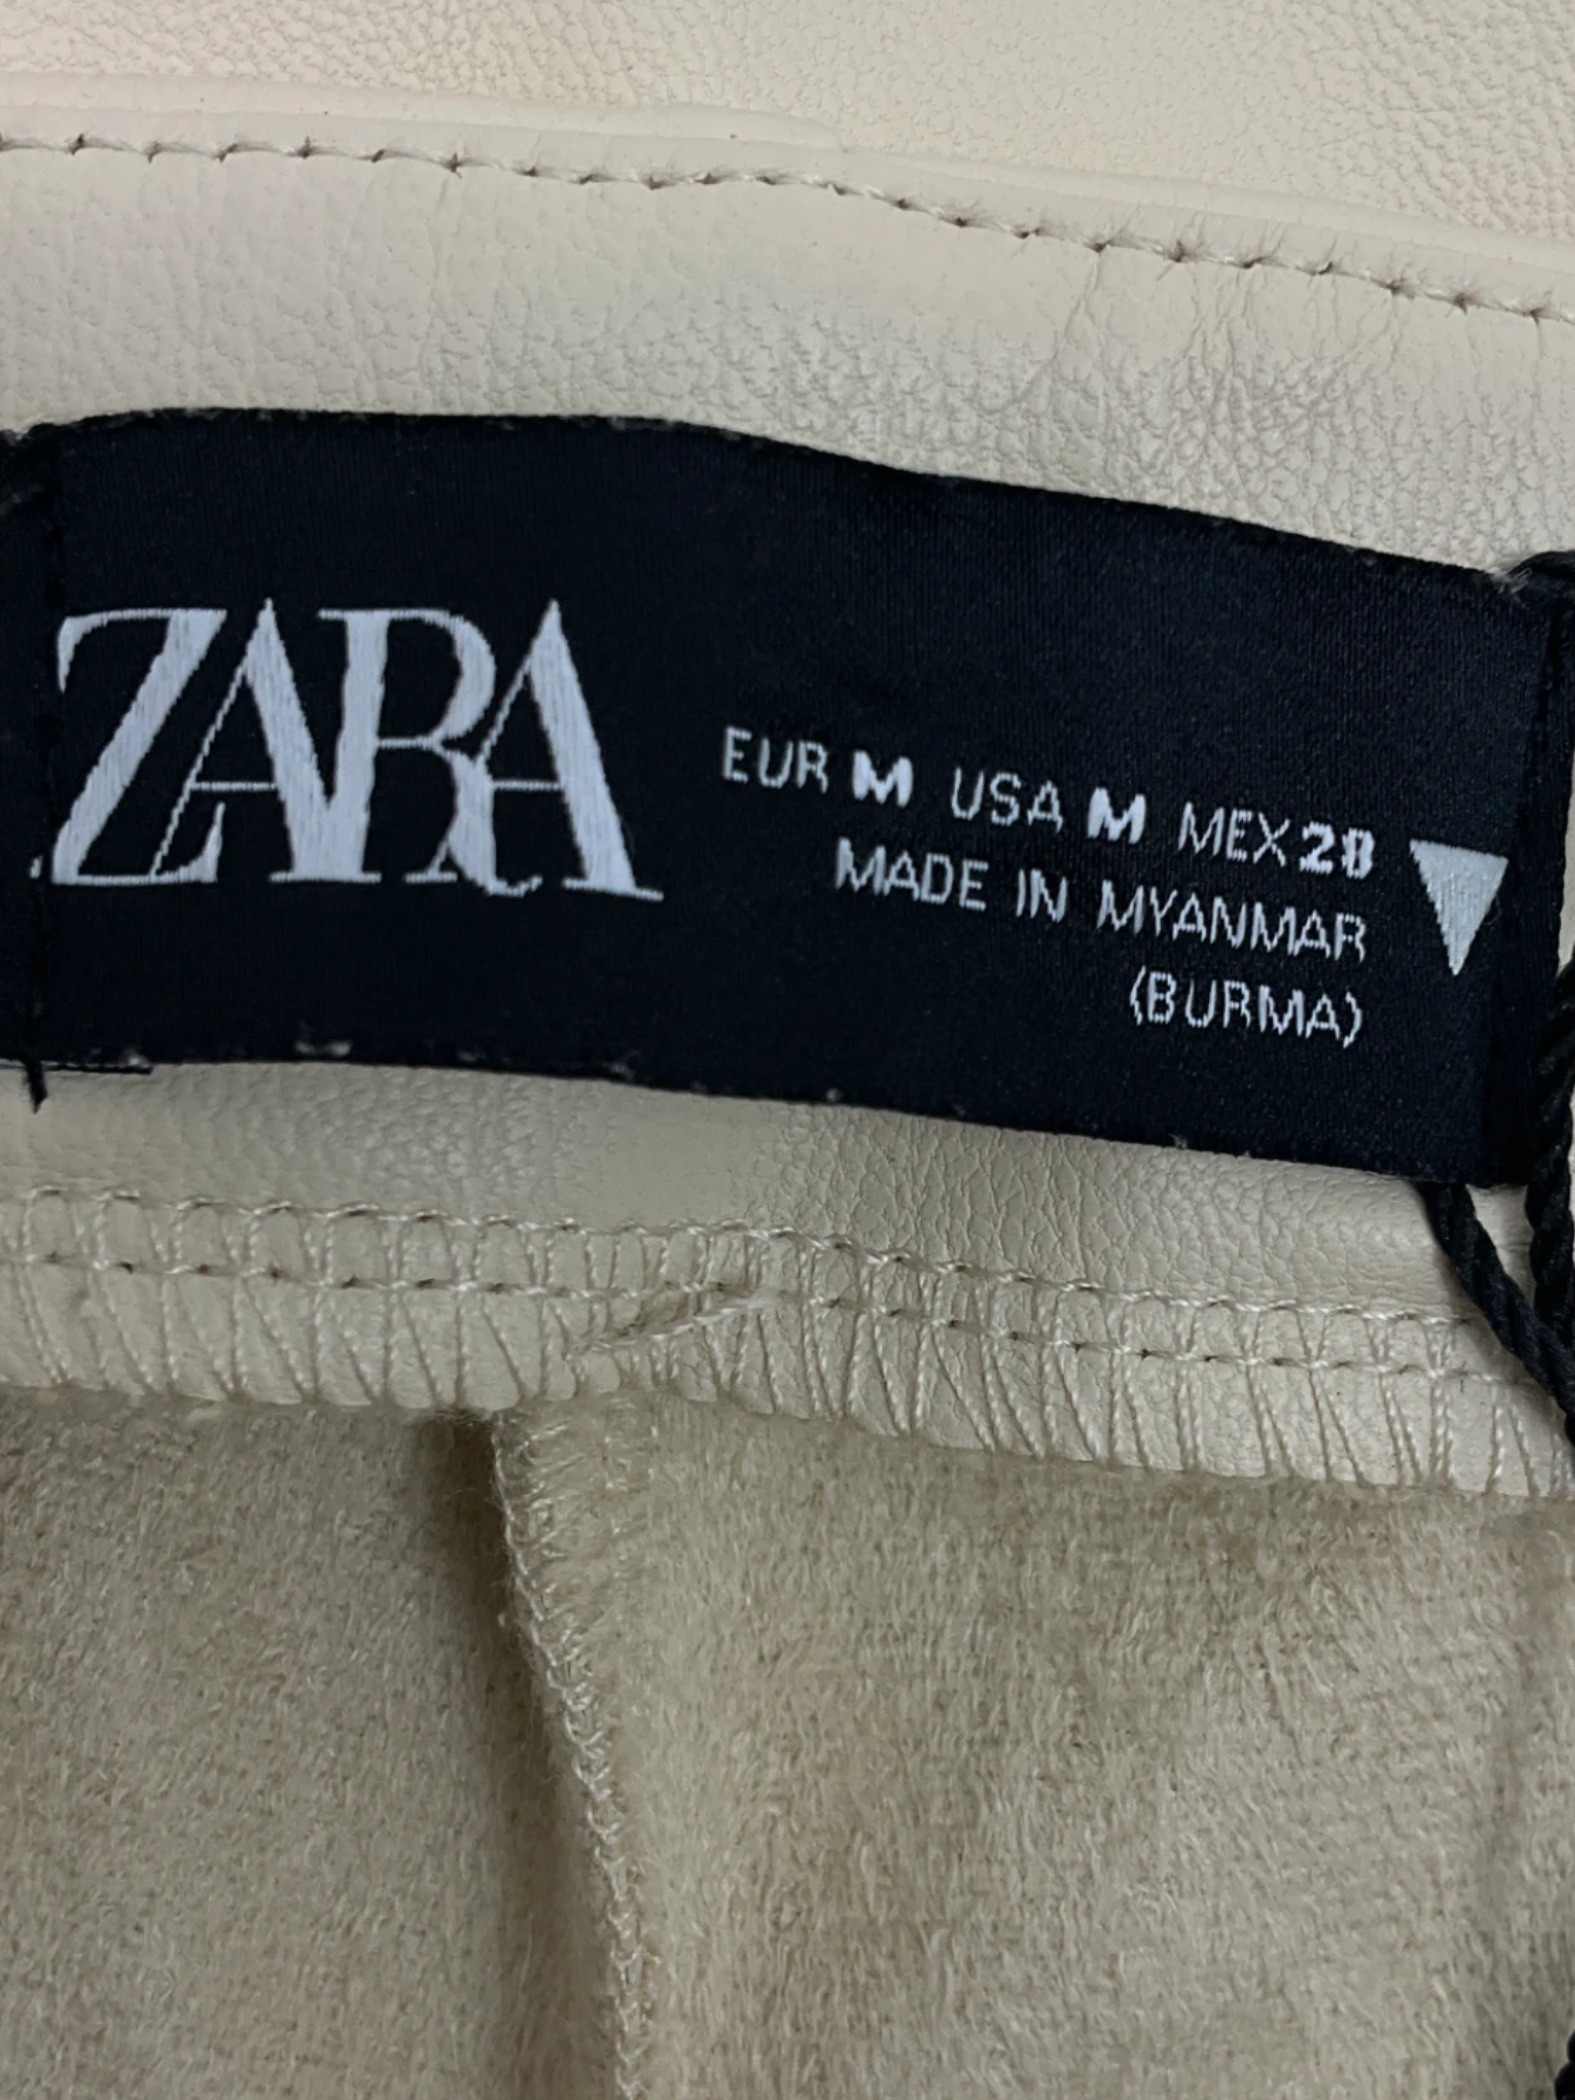 ZARA
EUR M USA M MEX 28
MADE IN MYANMAR
(BURMA)